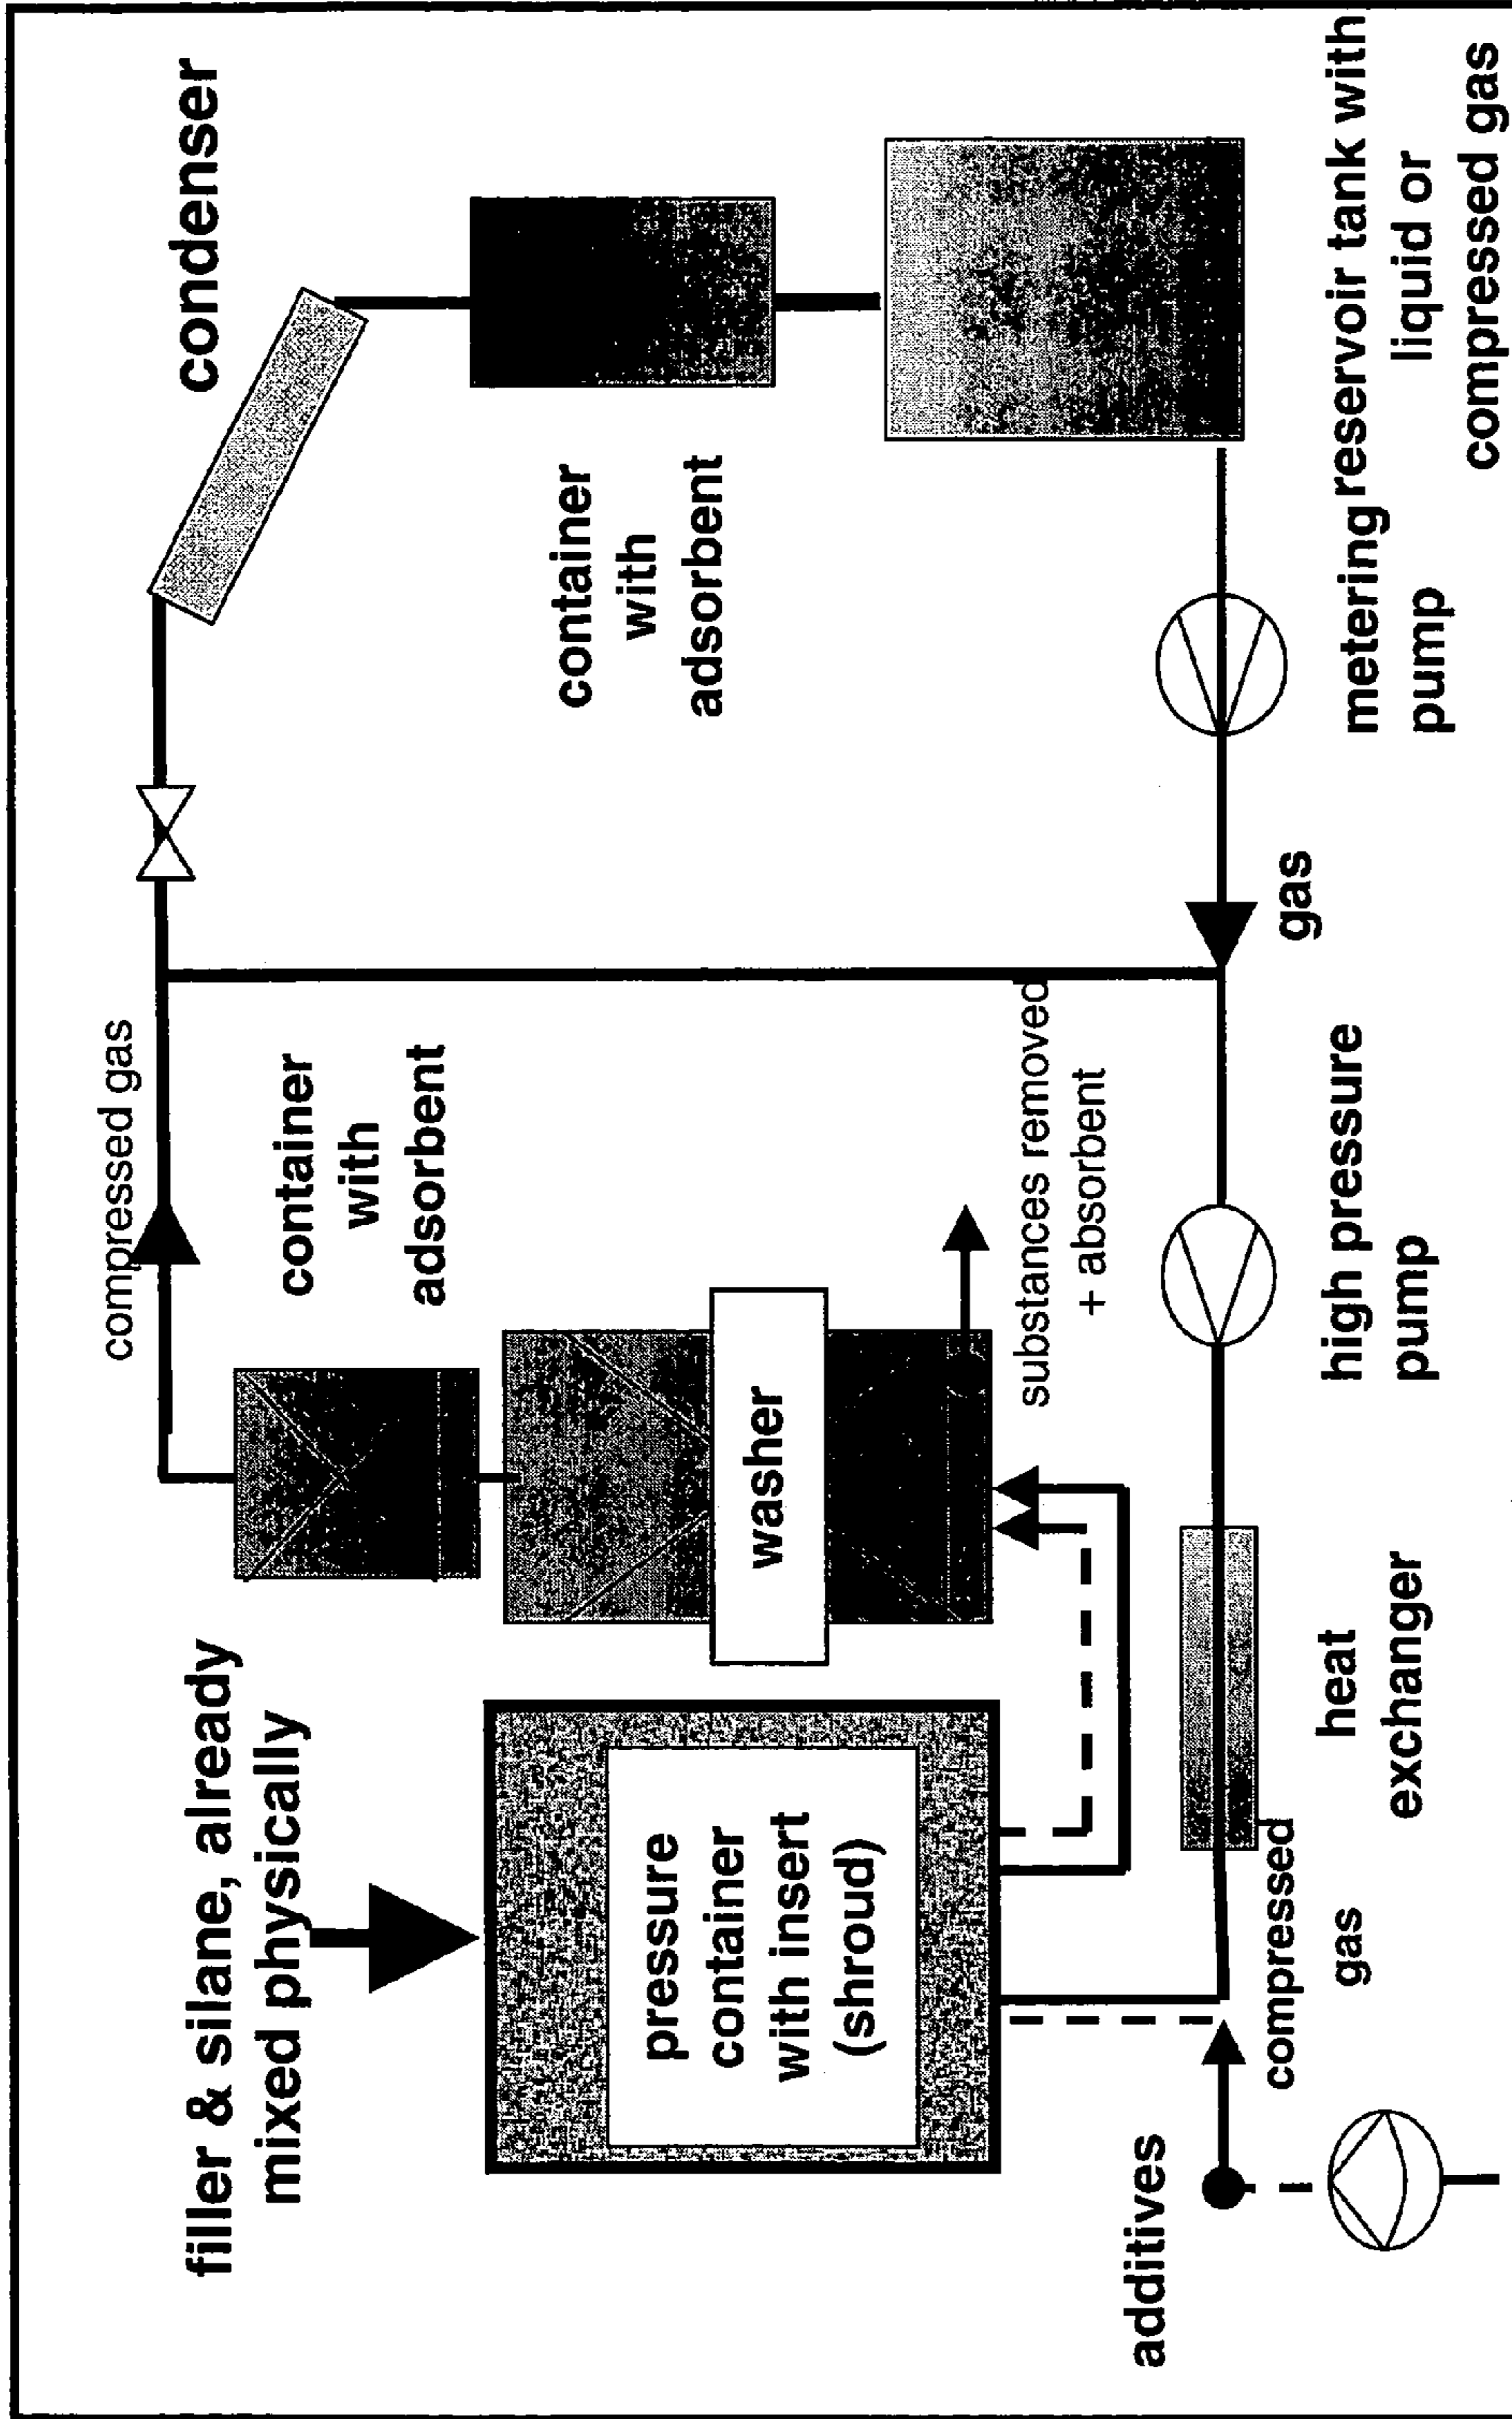 filler & silane, already
mixed physically
compressed gas
condenser
container
with
adsorbent
container
with
adsorbent
pressure
container
with insert
(shroud)
washer
substances removed
+ absorbent
additives
compressed
gas
heat
exchanger
high pressure
pump
gas
metering
pump
reservoir tank with
liquid or
compressed gas